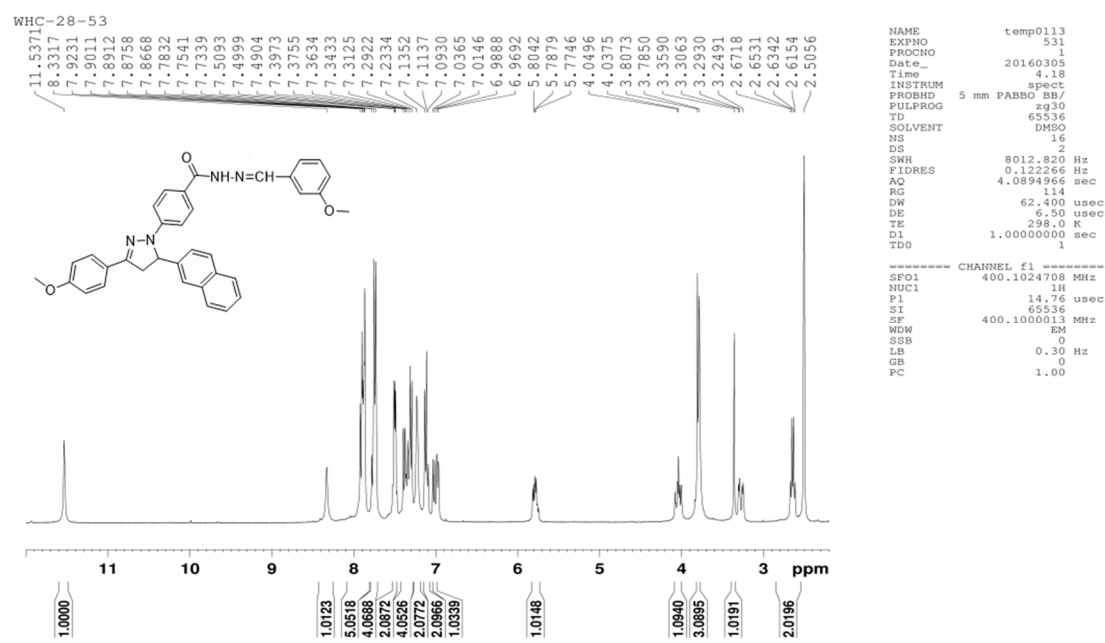 WHC-28-53
11.5371
8.3317
7.9231
7.9011
7.8912
7.8758
7.8668
7.7832
7.7541
7.7339
7.5093
7.4999
7.4904
7.3973
7.3755
7.3634
7.3433
7.3125
7.2922
7.2334
7.1352
7.1137
7.0930
7.0365
7.0146
6.9888
6.9692
5.8042
5.7879
5.7746
4.0496
4.0375
3.8073
3.7850
3.3590
3.3063
3.2930
3.2491
2.6718
2.6531
2.6342
2.6154
2.5056
O
NH-N=CH
O
N
N
O
11 10 9 8 7 6 5 4 3 ppm
1.0000
1.0123
5.0518
4.0688
2.0872
4.0526
2.0772
2.0966
1.0339
1.0148
1.0940
3.0895
1.0191
2.0196
NAME temp0113
EXPNO 531
PROCNO 1
Date_ 20160305
Time 4.18
INSTRUM spect
PROBHD 5 mm PABBO BB/
PULPROG zg30
TD 65536
SOLVENT DMSO
NS 16
DS 2
SWH 8012.820 Hz
FIDRES 0.122266 Hz
AQ 4.0894966 sec
RG 114
DW 62.400 usec
DE 6.50 usec
TE 298.0 K
D1 1.00000000 sec
TD0 1
======== CHANNEL f1 ========
SFO1 400.1024708 MHz
NUC1 1H
P1 14.76 usec
SI 65536
SF 400.1000013 MHz
WDW EM
SSB 0
LB 0.30 Hz
GB 0
PC 1.00